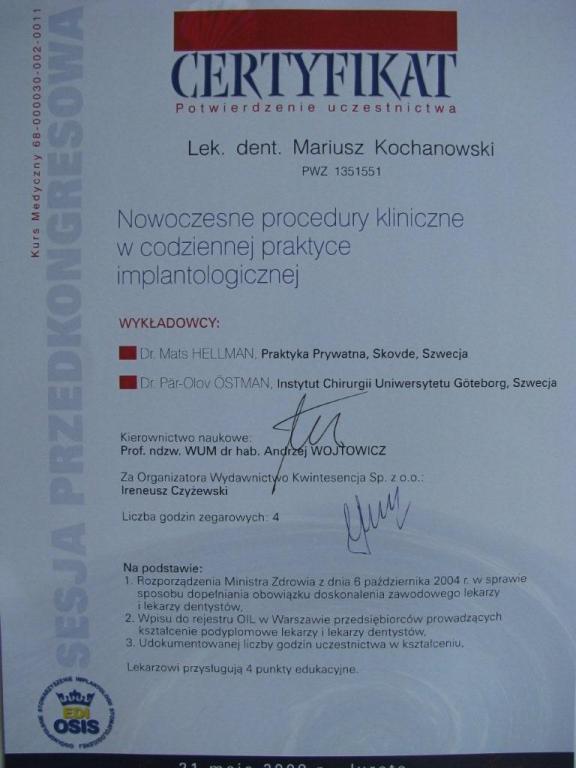 CERTYFIKAT
Potwierdzenie uczestnictwa
Kurs Medyczny 68-000030-002-0011
SESJA PRZEDKONGRESOWA
Lek. dent. Mariusz Kochanowski
PWZ 1351551
Nowoczesne procedury kliniczne
w codziennej praktyce
implantologicznej
WYKŁADOWCY:
Dr. Mats HELLMAN, Praktyka Prywatna, Skovde, Szwecja
Dr. Pär-Olov ÖSTMAN, Instytut Chirurgii Uniwersytetu Göteborg, Szwecja
Kierownictwo naukowe:
Prof. ndzw. WUM dr hab. Andrzej WOJTOWICZ
Za Organizatora Wydawnictwo Kwintesencja Sp. z o.o.:
Ireneusz Czyżewski
Liczba godzin zegarowych: 4
Na podstawie:
1. Rozporządzenia Ministra Zdrowia z dnia 6 października 2004 r. w sprawie
sposobu dopełniania obowiązku doskonalenia zawodowego lekarzy
i lekarzy dentystów,
2. Wpisu do rejestru OIL w Warszawie przedsiębiorców prowadzących
kształcenie podyplomowe lekarzy i lekarzy dentystów,
3. Udokumentowanej liczby godzin uczestnictwa w kształceniu,
Lekarzowi przysługują 4 punkty edukacyjne.
EDI
OSIS